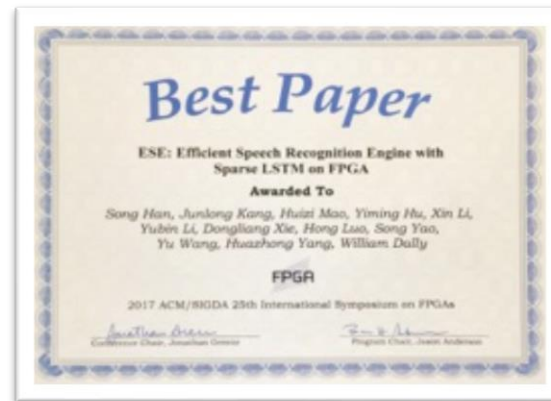 Best Paper
ESE: Efficient Speech Recognition Engine with
Sparse LSTM on FPGA
Awarded To
Song Han, Junlong Kang, Huizi Mao, Yiming Hu, Xin Li,
Yubin Li, Dongliang Xie, Hong Luo, Song Yao,
Yu Wang, Huazhong Yang, William Dally
FPGA
2017 ACM/SIGDA 25th International Symposium on FPGAs
Conference Chair, Jonathan Greene
Program Chair, Jason Anderson